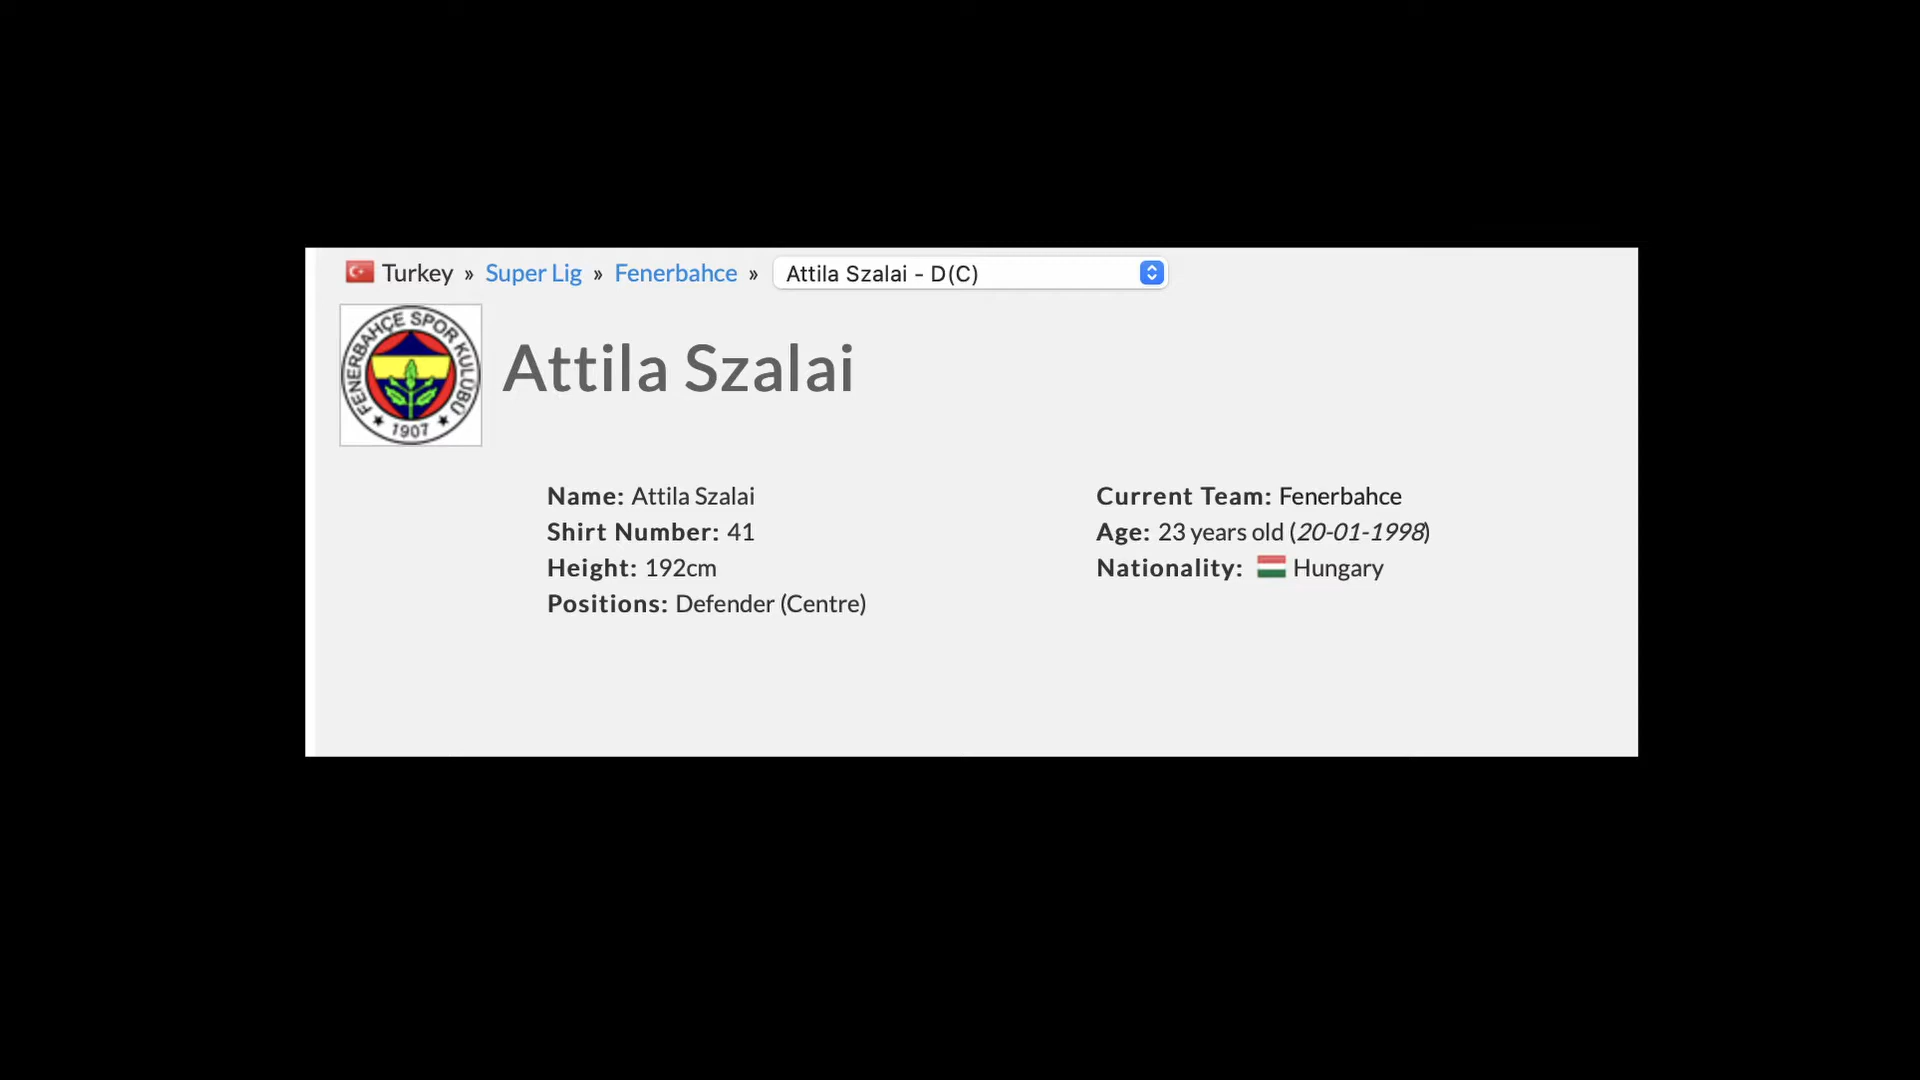 Turkey » Super Lig » Fenerbahce » Attila Szalai - D(C)
FENERBAHÇE SPOR KULÜBÜ
1907
Attila Szalai
Name: Attila Szalai
Shirt Number: 41
Height: 192cm
Positions: Defender (Centre)
Current Team: Fenerbahce
Age: 23 years old (20-01-1998)
Nationality: Hungary